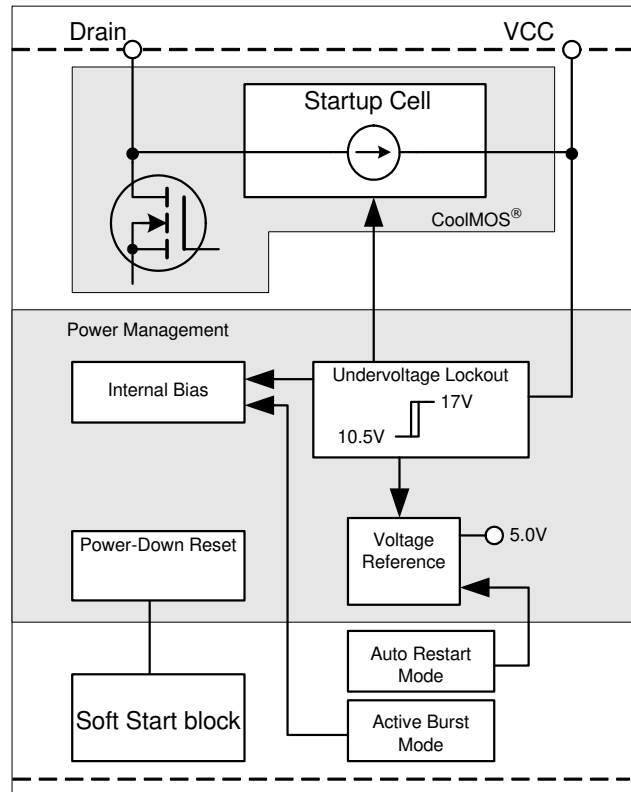 Drain
VCC
Startup Cell
CoolMOS®
Power Management
Internal Bias
Undervoltage Lockout
17V
10.5V
Power-Down Reset
Voltage
Reference
5.0V
Auto Restart
Mode
Soft Start block
Active Burst
Mode